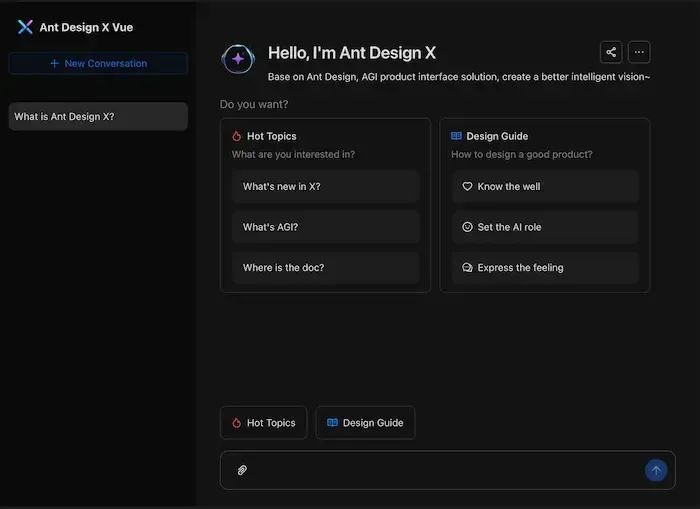 Ant Design X Vue
New Conversation
What is Ant Design X?
Hello, I'm Ant Design X
Base on Ant Design, AGI product interface solution, create a better intelligent vision~
Do you want?
Hot Topics
What are you interested in?
What's new in X?
What's AGI?
Where is the doc?
Design Guide
How to design a good product?
Know the well
Set the AI role
Express the feeling
Hot Topics
Design Guide